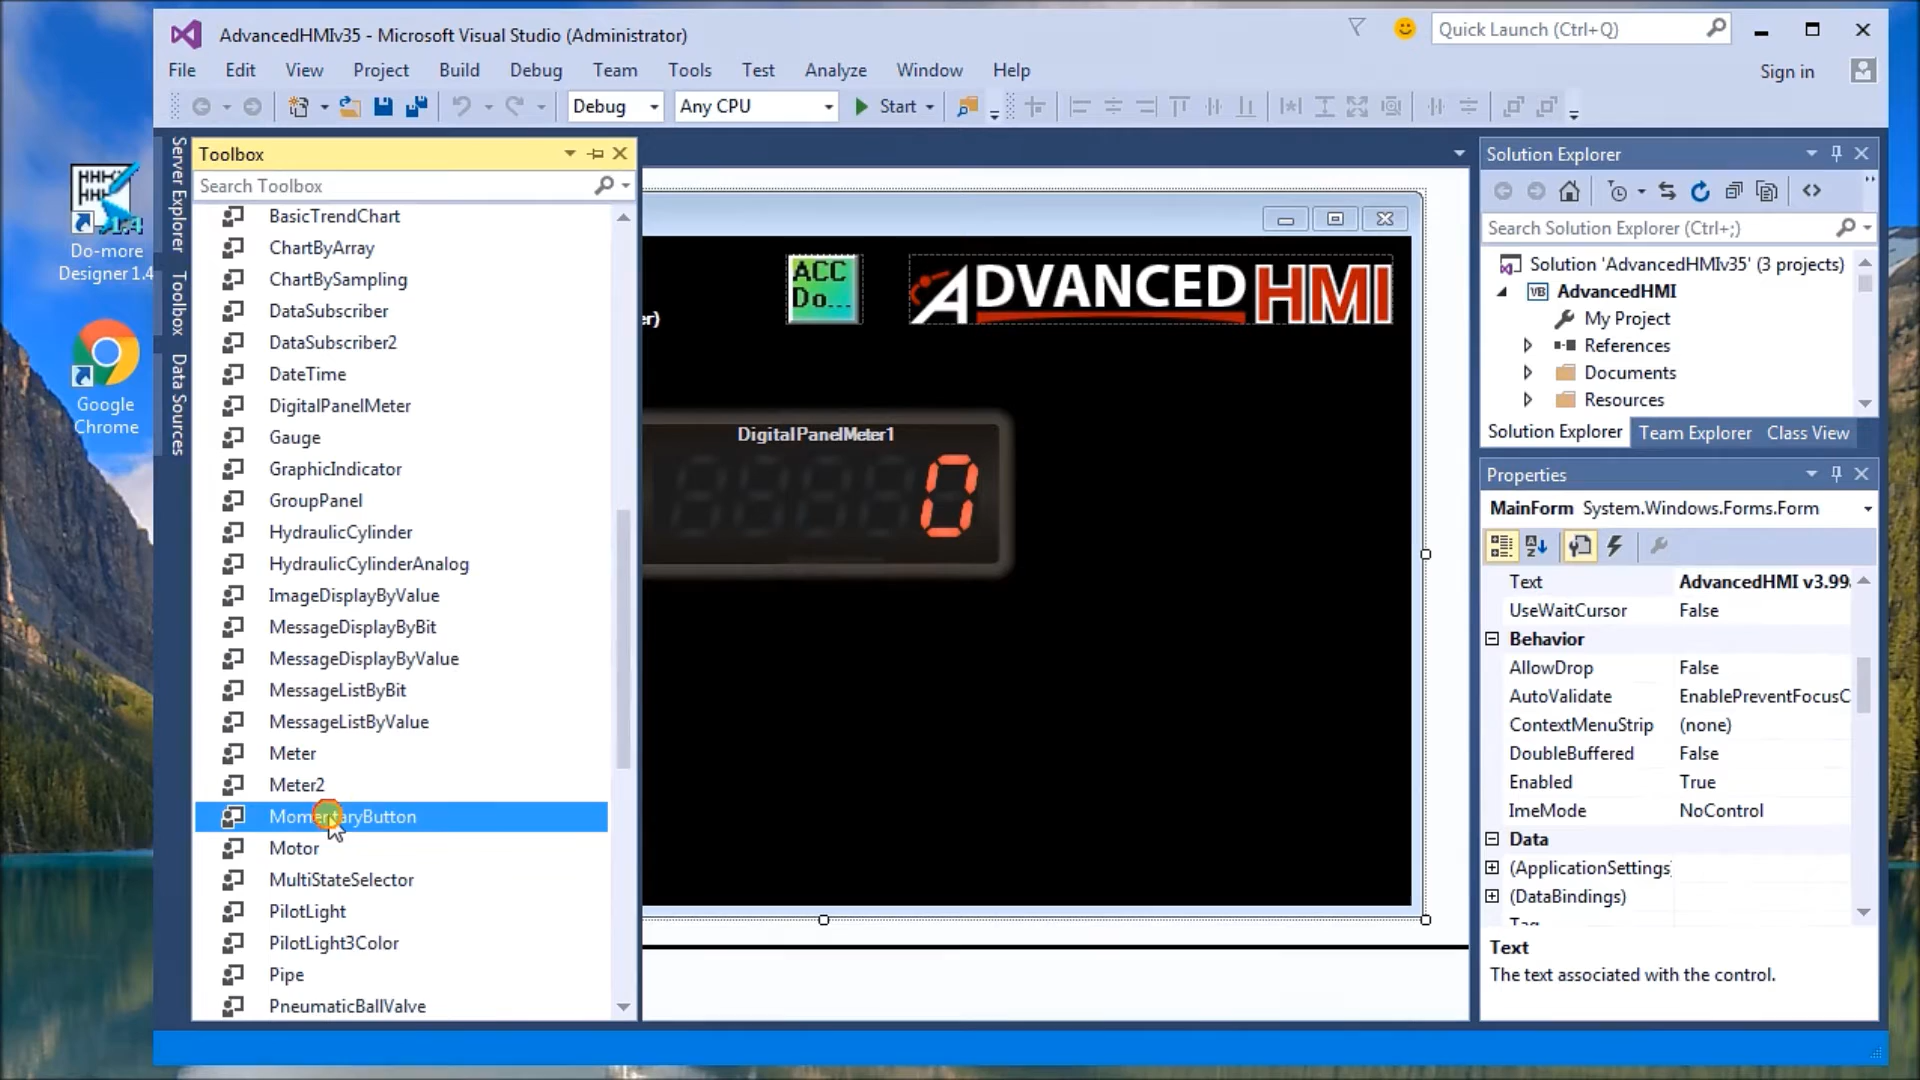 AdvancedHMIv35 - Microsoft Visual Studio (Administrator)
Quick Launch (Ctrl+Q)
File Edit View Project Build Debug Team Tools Test Analyze Window Help
Sign in
Debug Any CPU Start
Do-more
Designer 1.4
Google
Chrome
Server Explorer
Toolbox
Data Sources
Toolbox
Search Toolbox
BasicTrendChart
ChartByArray
ChartBySampling
DataSubscriber
DataSubscriber2
DateTime
DigitalPanelMeter
Gauge
GraphicIndicator
GroupPanel
HydraulicCylinder
HydraulicCylinderAnalog
ImageDisplayByValue
MessageDisplayByBit
MessageDisplayByValue
MessageListByBit
MessageListByValue
Meter
Meter2
MomentaryButton
Motor
MultiStateSelector
PilotLight
PilotLight3Color
Pipe
PneumaticBallValve
er)
ACC
Do...
ADVANCED HMI
DigitalPanelMeter1
0
Solution Explorer
Search Solution Explorer (Ctrl+;)
Solution 'AdvancedHMIv35' (3 projects)
VB AdvancedHMI
My Project
References
Documents
Resources
Solution Explorer Team Explorer Class View
Properties
MainForm System.Windows.Forms.Form
Text AdvancedHMI v3.99
UseWaitCursor False
Behavior
AllowDrop False
AutoValidate EnablePreventFocusC
ContextMenuStrip (none)
DoubleBuffered False
Enabled True
ImeMode NoControl
Data
(ApplicationSettings)
(DataBindings)
Text
The text associated with the control.